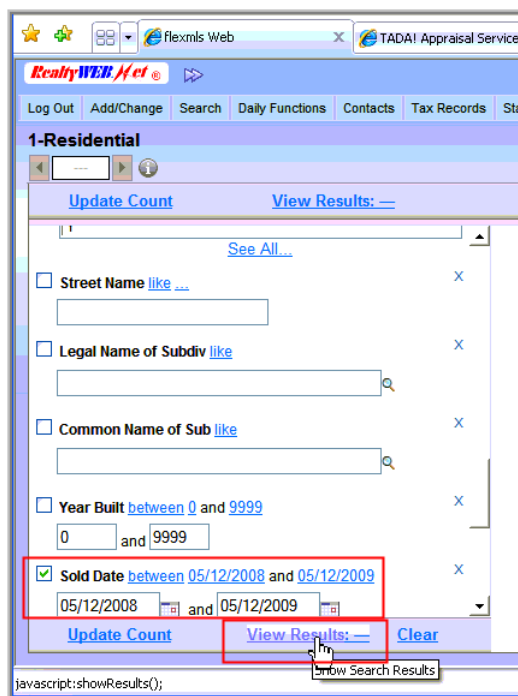 flexmls Web X TADA! Appraisal Service
RealtyWEB.Net ®
Log Out Add/Change Search Daily Functions Contacts Tax Records Sta
1-Residential
---
Update Count View Results: —
See All...
Street Name like ... X
Legal Name of Subdiv like X
Common Name of Sub like X
Year Built between 0 and 9999 X
0 and 9999
Sold Date between 05/12/2008 and 05/12/2009 X
05/12/2008 and 05/12/2009
Update Count View Results: — Clear
Show Search Results
javascript:showResults();